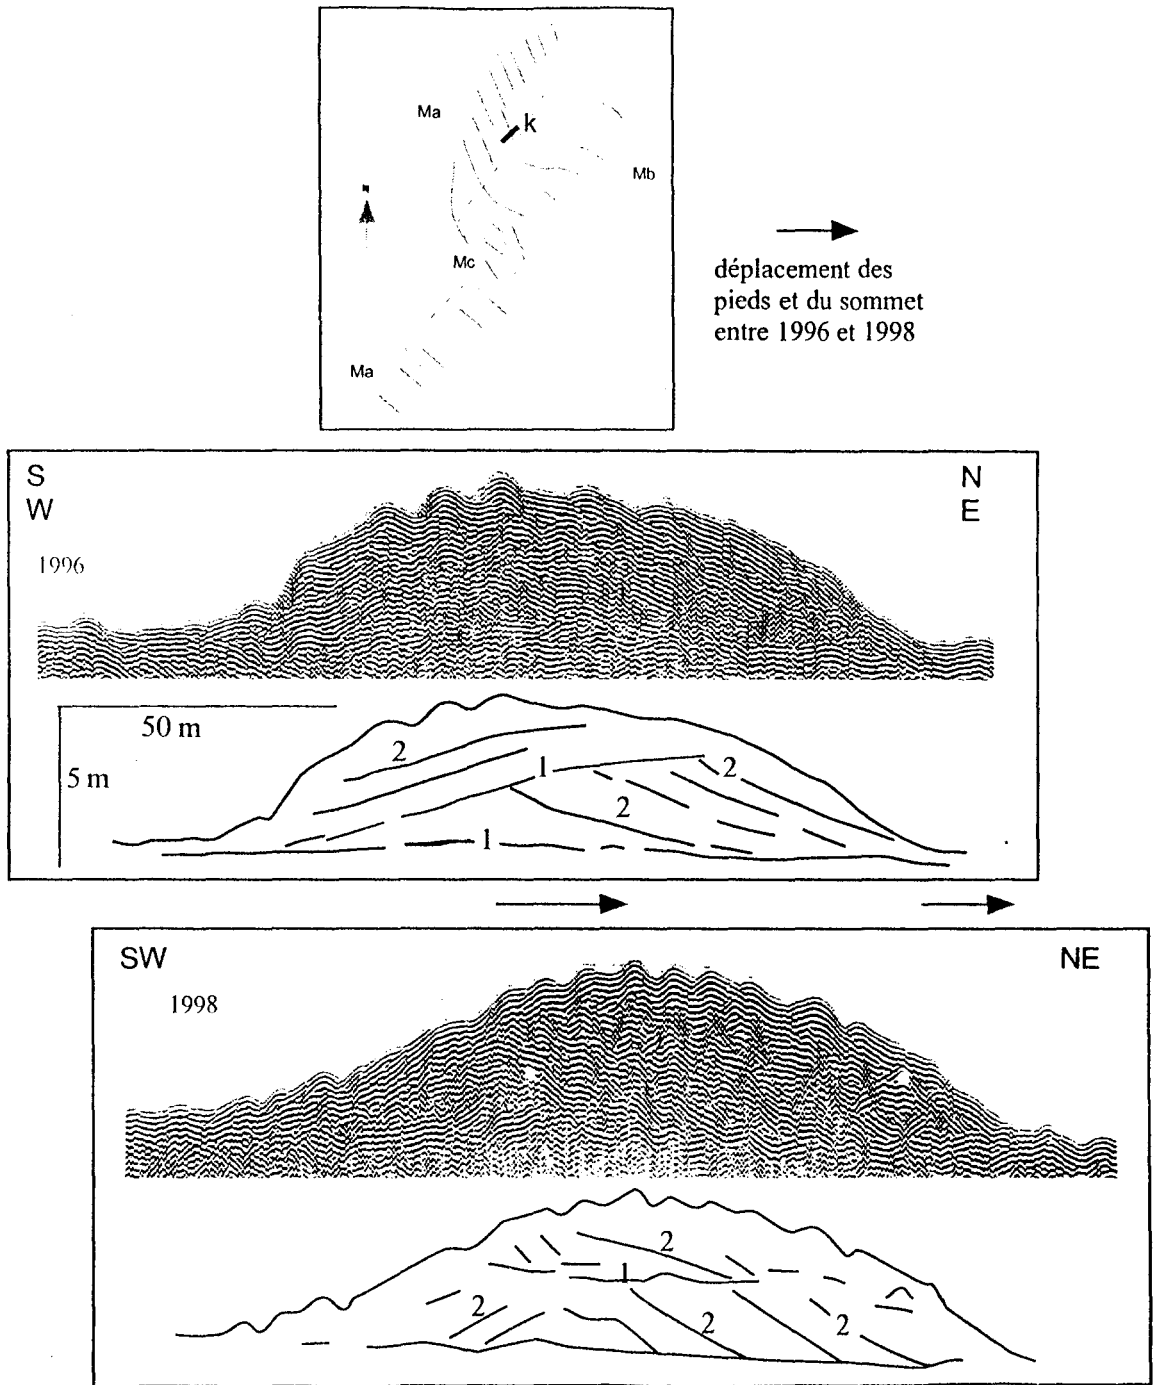 Ma
k
Mb
N
Mc
Ma
déplacement des
pieds et du sommet
entre 1996 et 1998
S
W
N
E
1996
50 m
5 m
2
1
2
2
1
SW
NE
1998
2
1
2
2
2